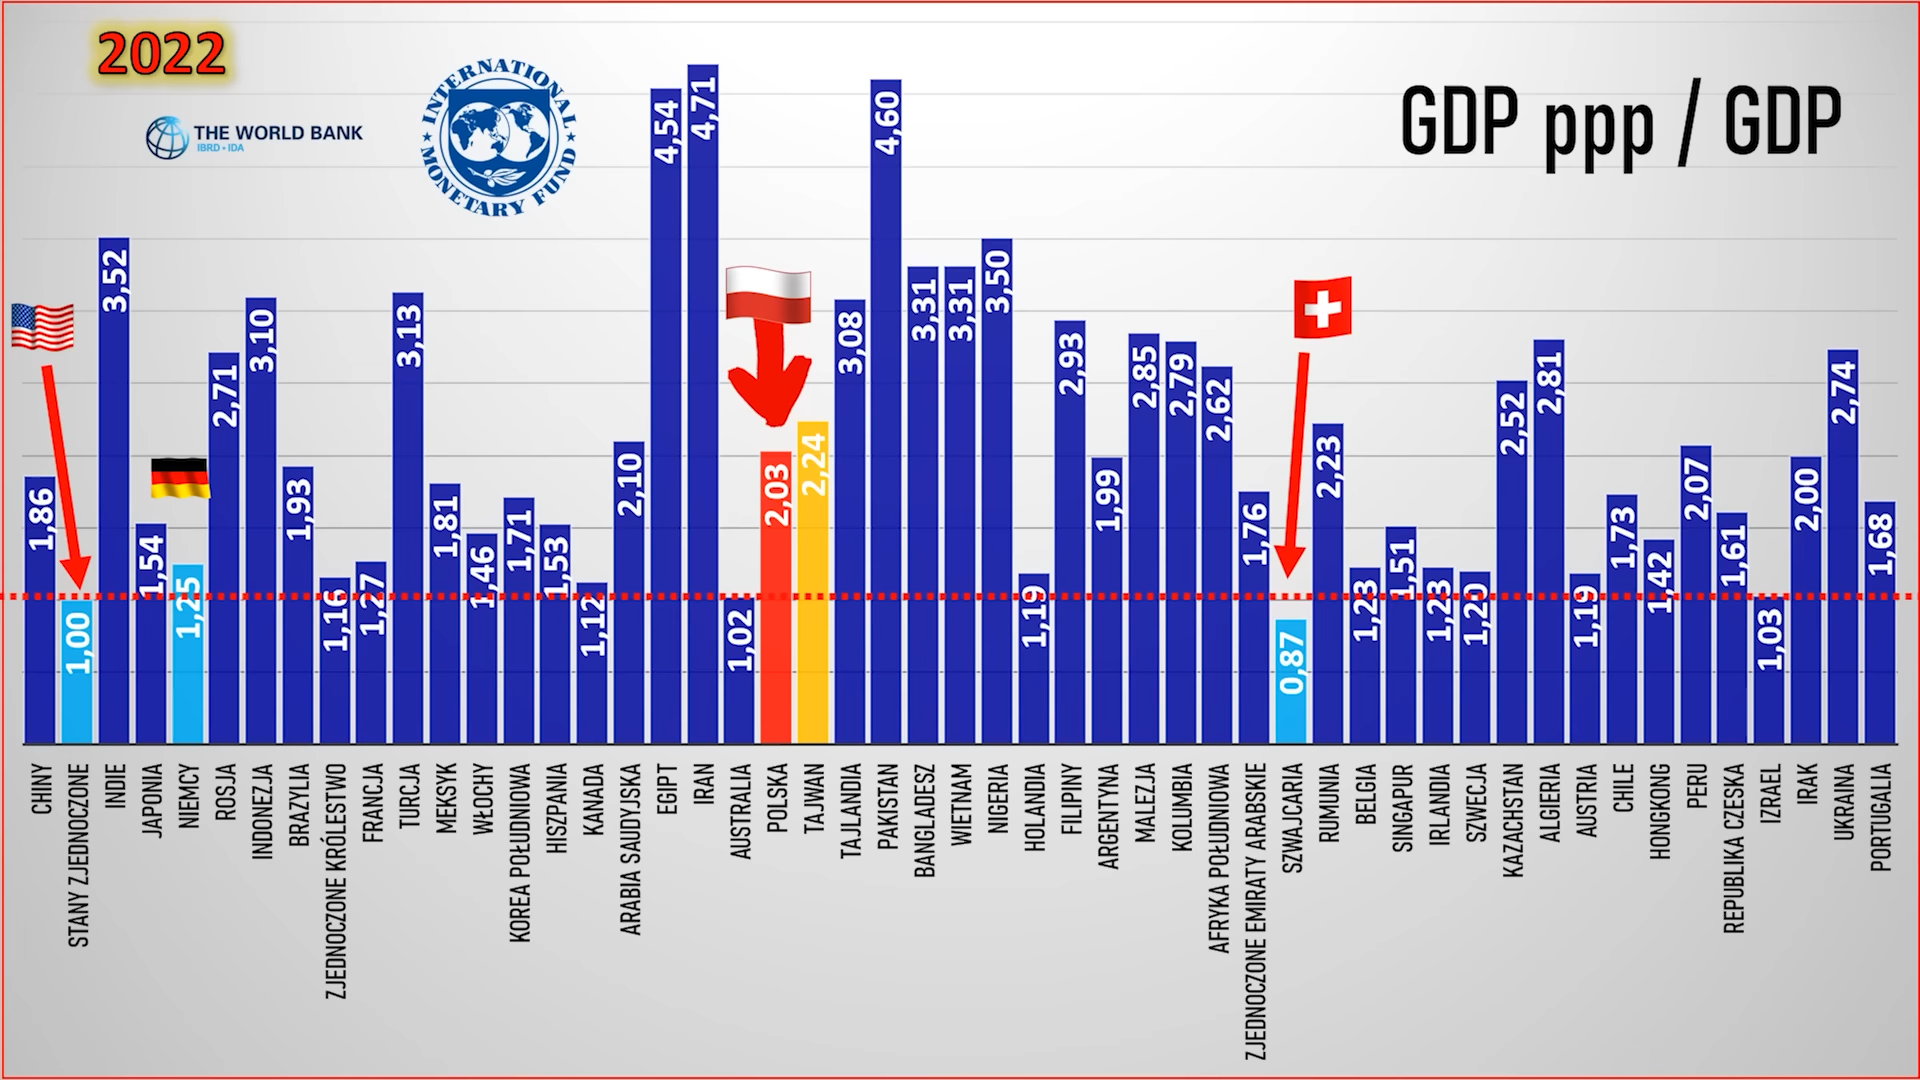 2022
THE WORLD BANK
IBRD • IDA
INTERNATIONAL
MONETARY FUND
GDP ppp / GDP
1,86
1,00
3,52
1,54
1,25
2,71
3,10
1,93
1,16
1,27
3,13
1,81
1,46
1,71
1,53
1,12
2,10
4,54
4,71
1,02
2,03
2,24
3,08
4,60
3,31
3,31
3,50
1,19
2,93
1,99
2,85
2,79
2,62
1,76
0,87
2,23
1,23
1,51
1,23
1,20
2,52
2,81
1,19
1,73
1,42
2,07
1,61
1,03
2,00
2,74
1,68
CHINY
STANY ZJEDNOCZONE
INDIE
JAPONIA
NIEMCY
ROSJA
INDONEZJA
BRAZYLIA
ZJEDNOCZONE KRÓLESTWO
FRANCJA
TURCJA
MEKSYK
WŁOCHY
KOREA POŁUDNIOWA
HISZPANIA
KANADA
ARABIA SAUDYJSKA
EGIPT
IRAN
AUSTRALIA
POLSKA
TAJWAN
TAJLANDIA
PAKISTAN
BANGLADESZ
WIETNAM
NIGERIA
HOLANDIA
FILIPINY
ARGENTYNA
MALEZJA
KOLUMBIA
AFRYKA POŁUDNIOWA
ZJEDNOCZONE EMIRATY ARABSKIE
SZWAJCARIA
RUMUNIA
BELGIA
SINGAPUR
IRLANDIA
SZWECJA
KAZACHSTAN
ALGIERIA
AUSTRIA
CHILE
HONGKONG
PERU
REPUBLIKA CZESKA
IZRAEL
IRAK
UKRAINA
PORTUGALIA